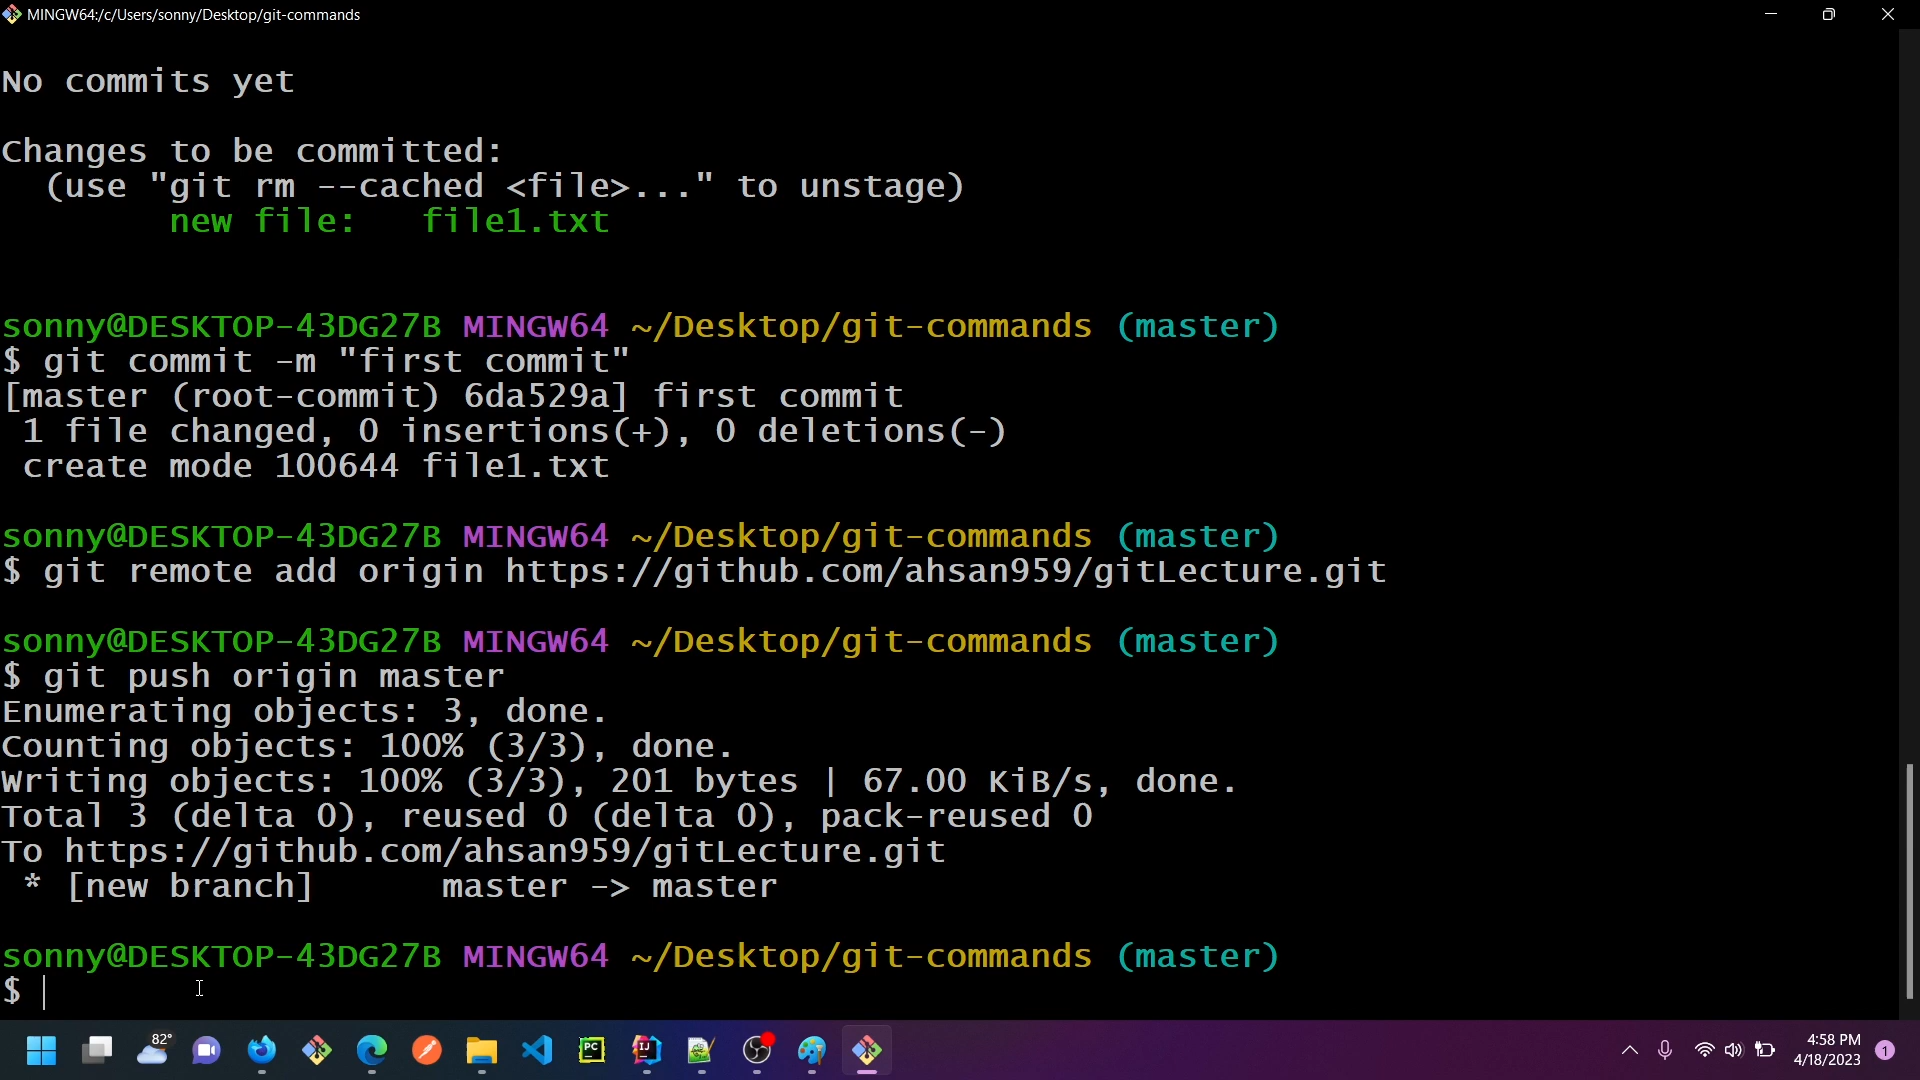 MINGW64:/c/Users/sonny/Desktop/git-commands
No commits yet
Changes to be committed:
(use "git rm --cached <file>..." to unstage)
new file: file1.txt
sonny@DESKTOP-43DG27B MINGW64 ~/Desktop/git-commands (master)
$ git commit -m "first commit"
[master (root-commit) 6da529a] first commit
1 file changed, 0 insertions(+), 0 deletions(-)
create mode 100644 file1.txt
sonny@DESKTOP-43DG27B MINGW64 ~/Desktop/git-commands (master)
$ git remote add origin https://github.com/ahsan959/gitLecture.git
sonny@DESKTOP-43DG27B MINGW64 ~/Desktop/git-commands (master)
$ git push origin master
Enumerating objects: 3, done.
Counting objects: 100% (3/3), done.
Writing objects: 100% (3/3), 201 bytes | 67.00 KiB/s, done.
Total 3 (delta 0), reused 0 (delta 0), pack-reused 0
To https://github.com/ahsan959/gitLecture.git
* [new branch] master -> master
sonny@DESKTOP-43DG27B MINGW64 ~/Desktop/git-commands (master)
$
82°
PC
IJ
4:58 PM
4/18/2023
1